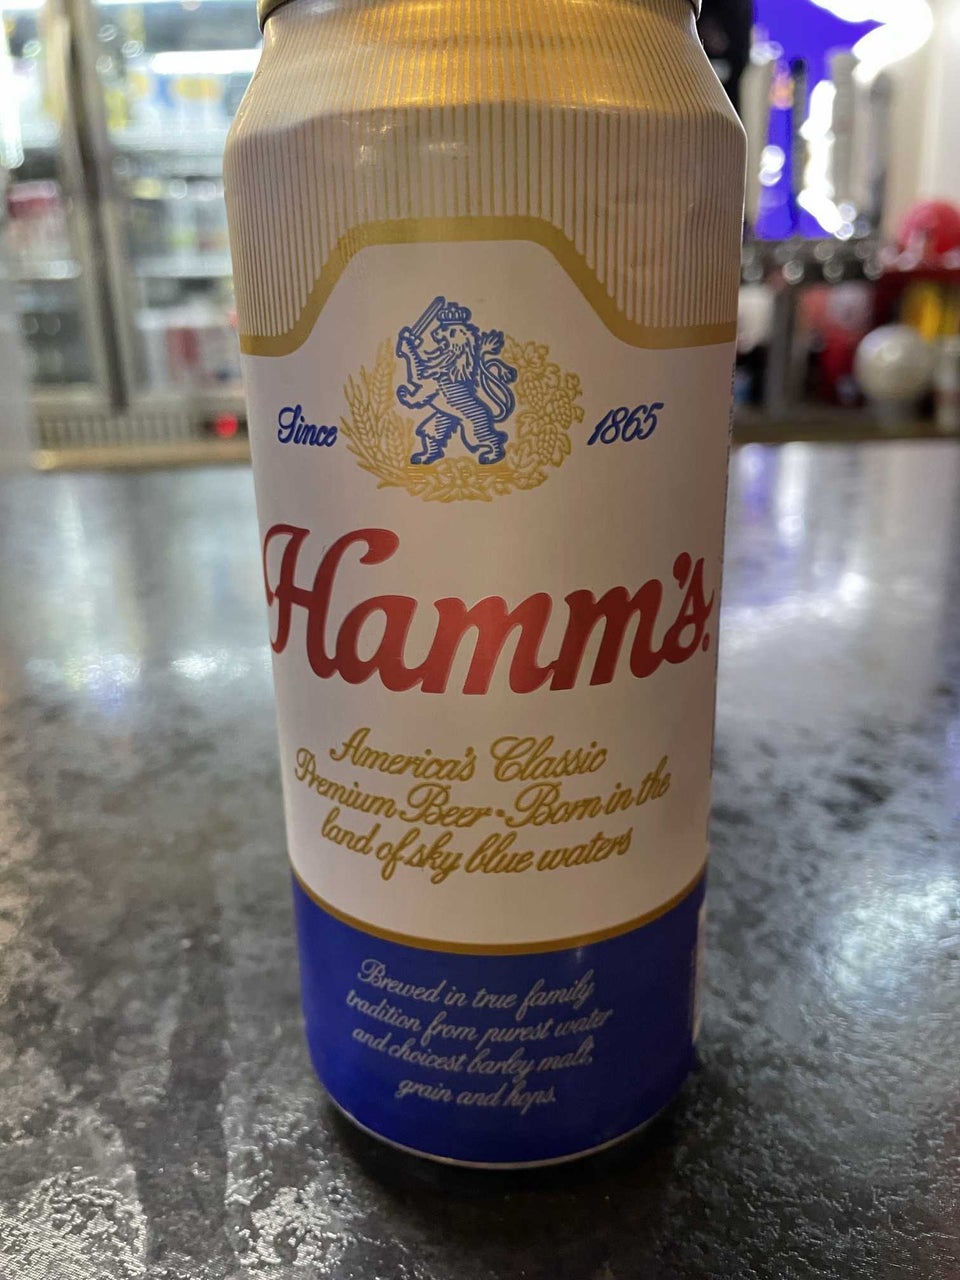 Since 1865
Hamm's.
America's Classic
Premium Beer · Born in the
land of sky blue waters
Brewed in true family
tradition from purest water
and choicest barley malt,
grain and hops.